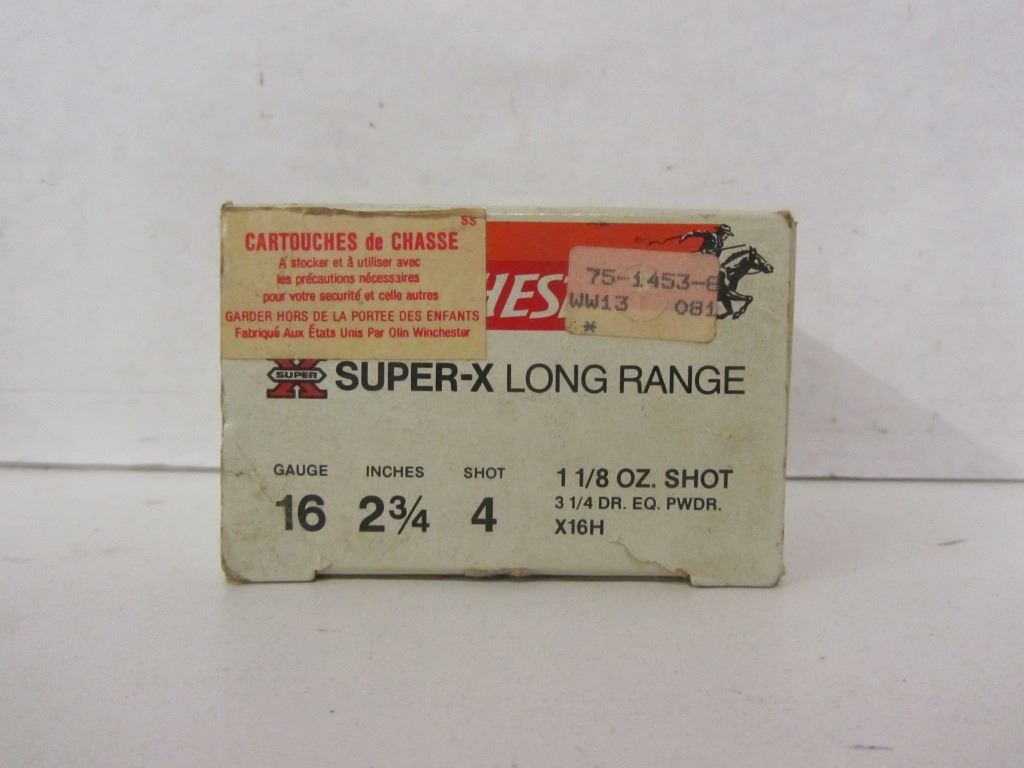 SS
CARTOUCHES de CHASSE
A stocker et à utiliser avec
les précautions nécessaires
pour votre securité et celle autres
GARDER HORS DE LA PORTEE DES ENFANTS
Fabriqué Aux États Unis Par Olin Winchester
HES
75-1453-
WW13 081
*
SUPER X
SUPER-X LONG RANGE
GAUGE INCHES SHOT
16 2¾ 4
1 1/8 OZ. SHOT
3 1/4 DR. EQ. PWDR.
X16H